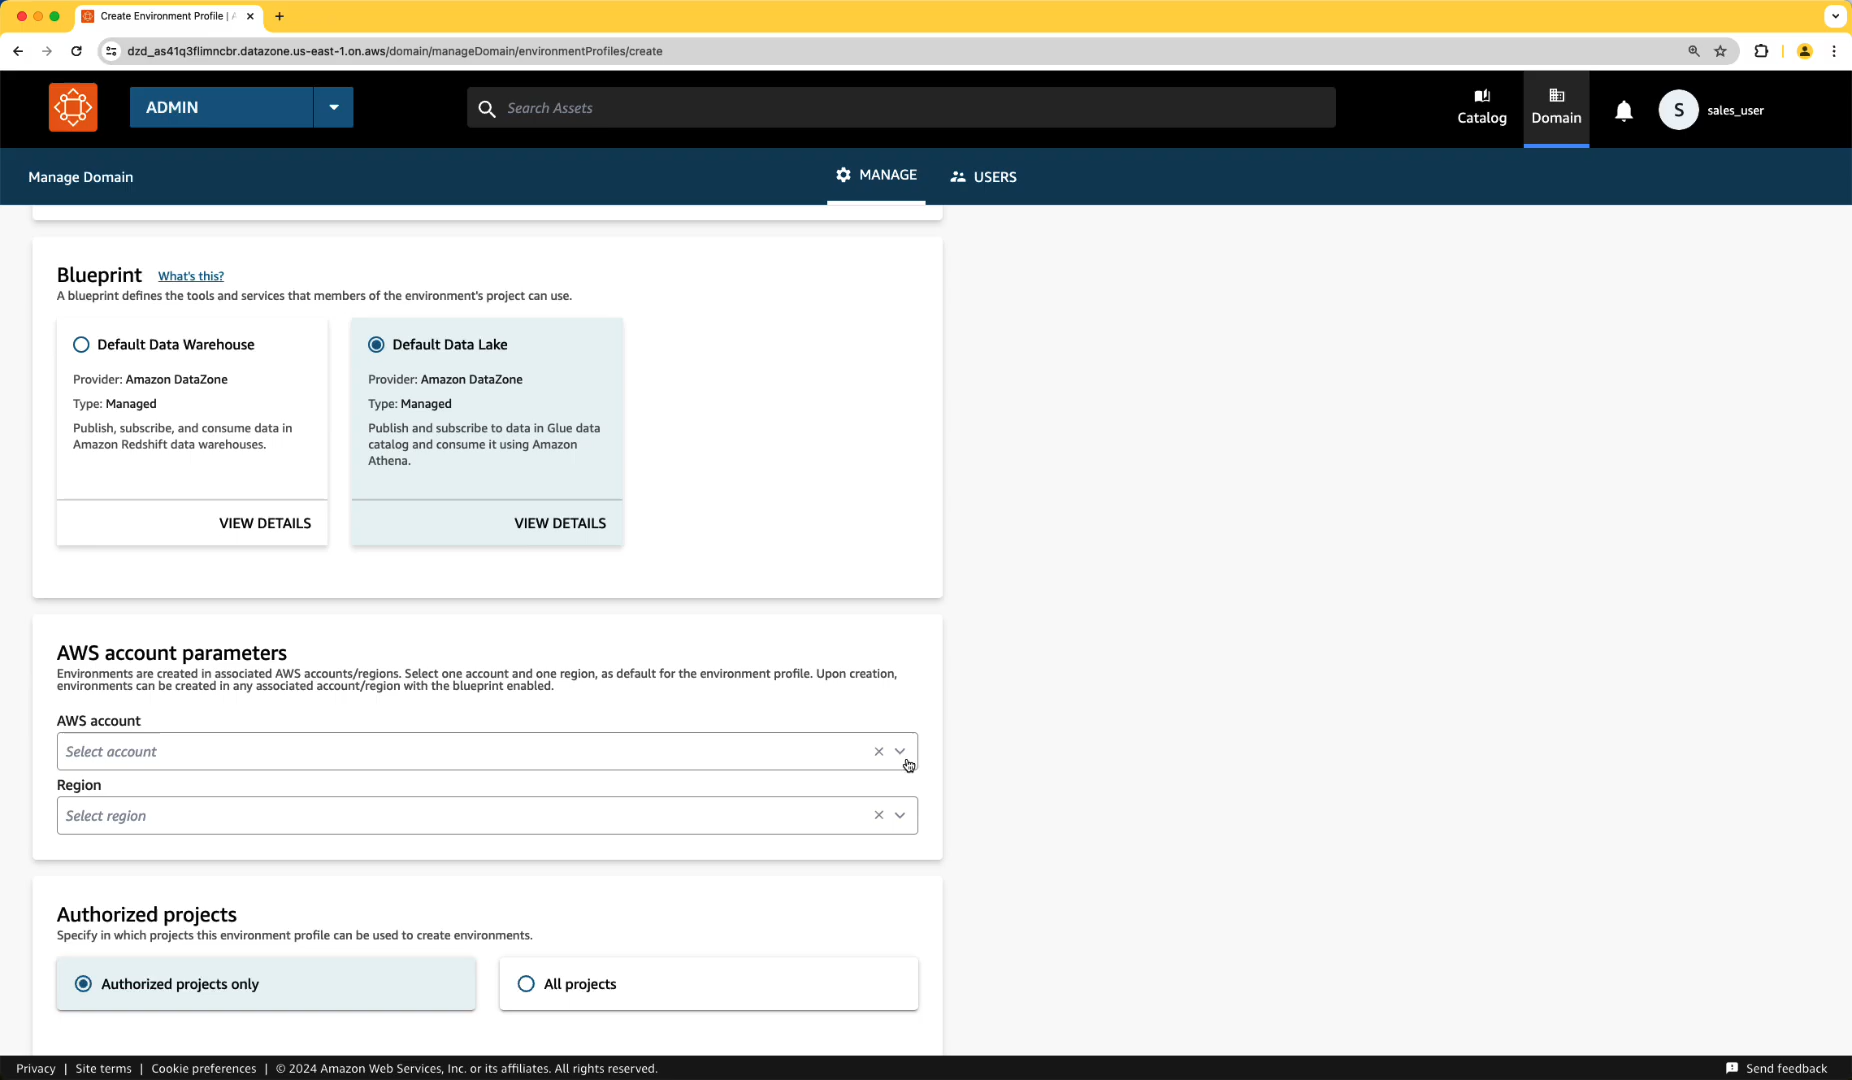 Create Environment Profile | A
dzd_as41q3flimncbr.datazone.us-east-1.on.aws/domain/manageDomain/environmentProfiles/create
ADMIN
Search Assets
Catalog
Domain
S
sales_user
Manage Domain
MANAGE
USERS
Blueprint What's this?
A blueprint defines the tools and services that members of the environment's project can use.
Default Data Warehouse
Provider: Amazon DataZone
Type: Managed
Publish, subscribe, and consume data in
Amazon Redshift data warehouses.
VIEW DETAILS
Default Data Lake
Provider: Amazon DataZone
Type: Managed
Publish and subscribe to data in Glue data
catalog and consume it using Amazon
Athena.
VIEW DETAILS
AWS account parameters
Environments are created in associated AWS accounts/regions. Select one account and one region, as default for the environment profile. Upon creation,
environments can be created in any associated account/region with the blueprint enabled.
AWS account
Select account
Region
Select region
Authorized projects
Specify in which projects this environment profile can be used to create environments.
Authorized projects only
All projects
Privacy | Site terms | Cookie preferences | © 2024 Amazon Web Services, Inc. or its affiliates. All rights reserved.
Send feedback